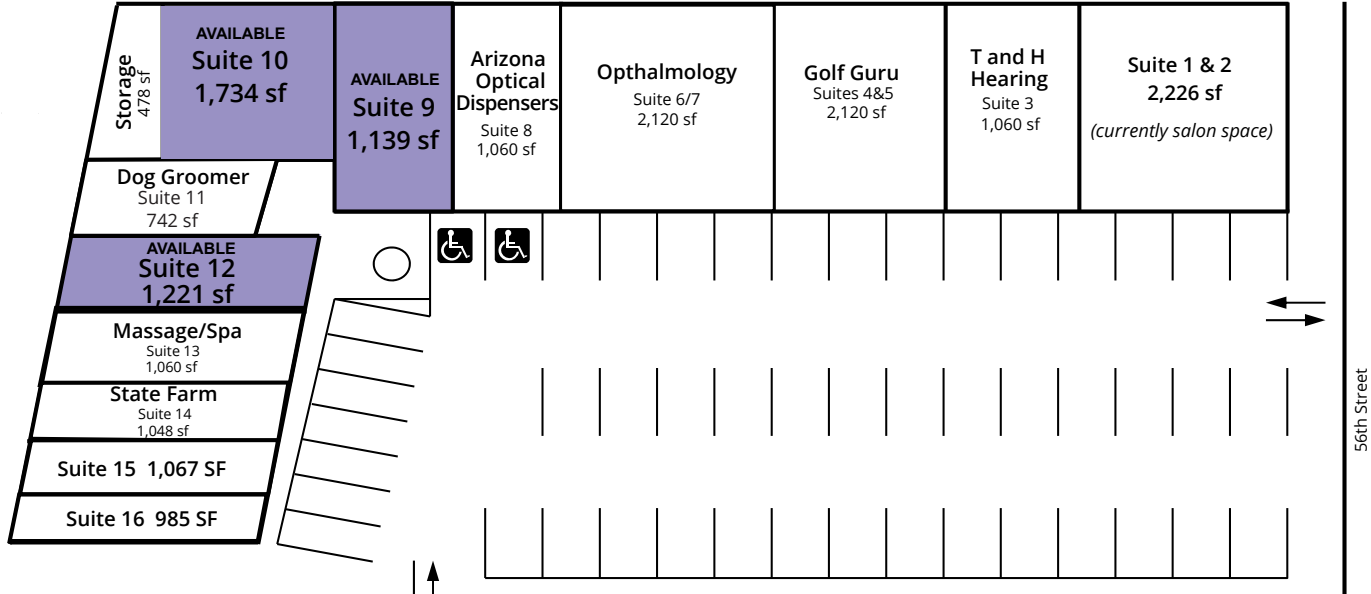 Storage
478 sf
AVAILABLE
Suite 10
1,734 sf
AVAILABLE
Suite 9
1,139 sf
Arizona
Optical
Dispensers
Suite 8
1,060 sf
Opthalmology
Suite 6/7
2,120 sf
Golf Guru
Suites 4&5
2,120 sf
T and H
Hearing
Suite 3
1,060 sf
Suite 1 & 2
2,226 sf
(currently salon space)
Dog Groomer
Suite 11
742 sf
AVAILABLE
Suite 12
1,221 sf
Massage/Spa
Suite 13
1,060 sf
State Farm
Suite 14
1,048 sf
Suite 15 1,067 SF
Suite 16 985 SF
56th Street